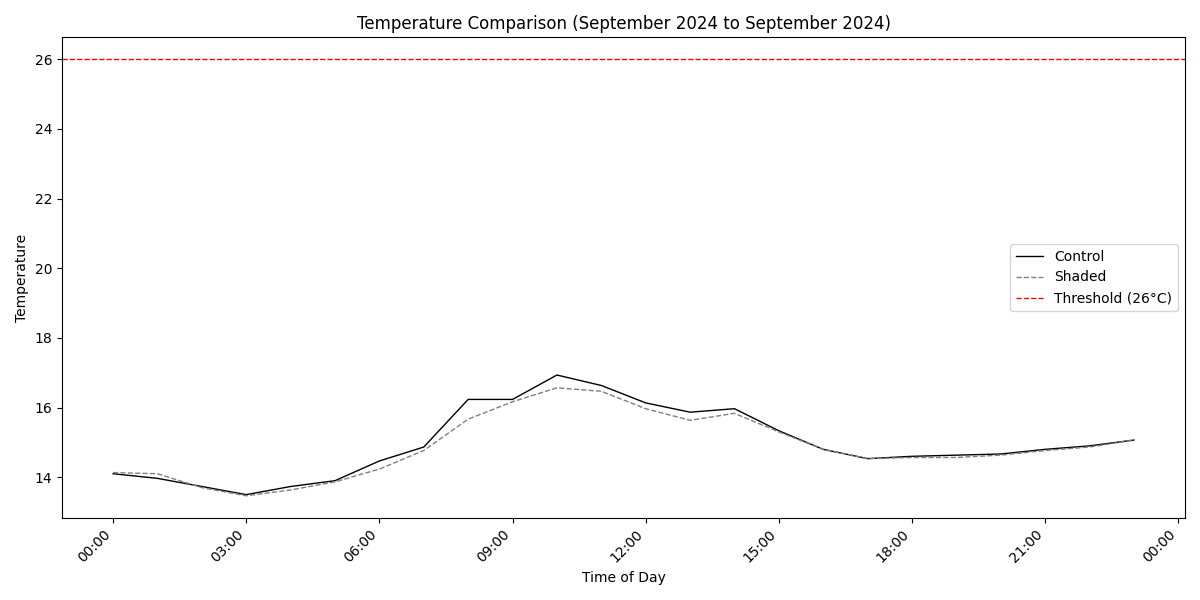 Temperature Comparison (September 2024 to September 2024)
26
24
22
20
18
16
14
Temperature
Control
Shaded
Threshold (26°C)
00:00
03:00
06:00
09:00
12:00
15:00
18:00
21:00
00:00
Time of Day